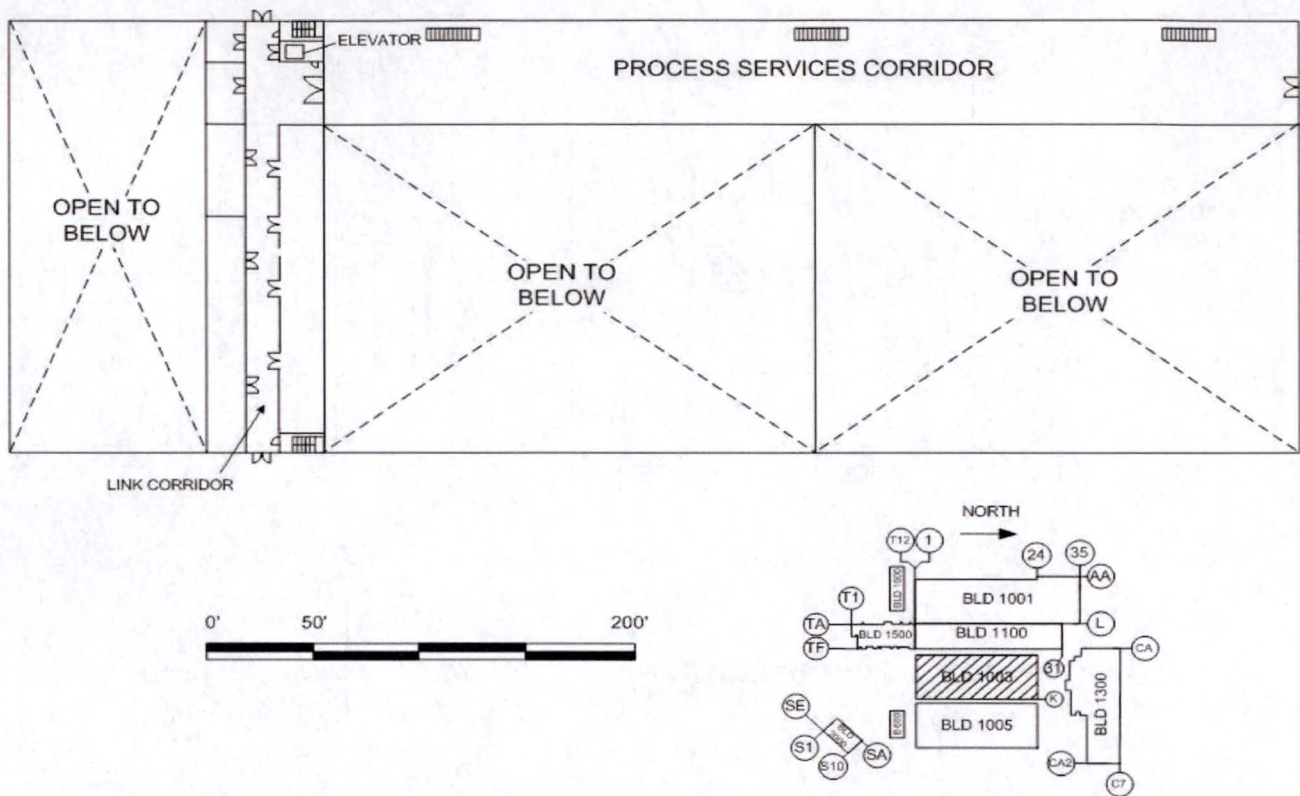 ELEVATOR
PROCESS SERVICES CORRIDOR
OPEN TO
BELOW
OPEN TO
BELOW
OPEN TO
BELOW
LINK CORRIDOR
NORTH
0' 50' 200'
T12 1 24 35
BLD 1600
AA
BLD 1001
T1
TA
BLD 1500
BLD 1100
L
TF
CA
31
BLD 1003
K
BLD 1300
SE
BLD 1005
S1
SA
S10
CA2
C7